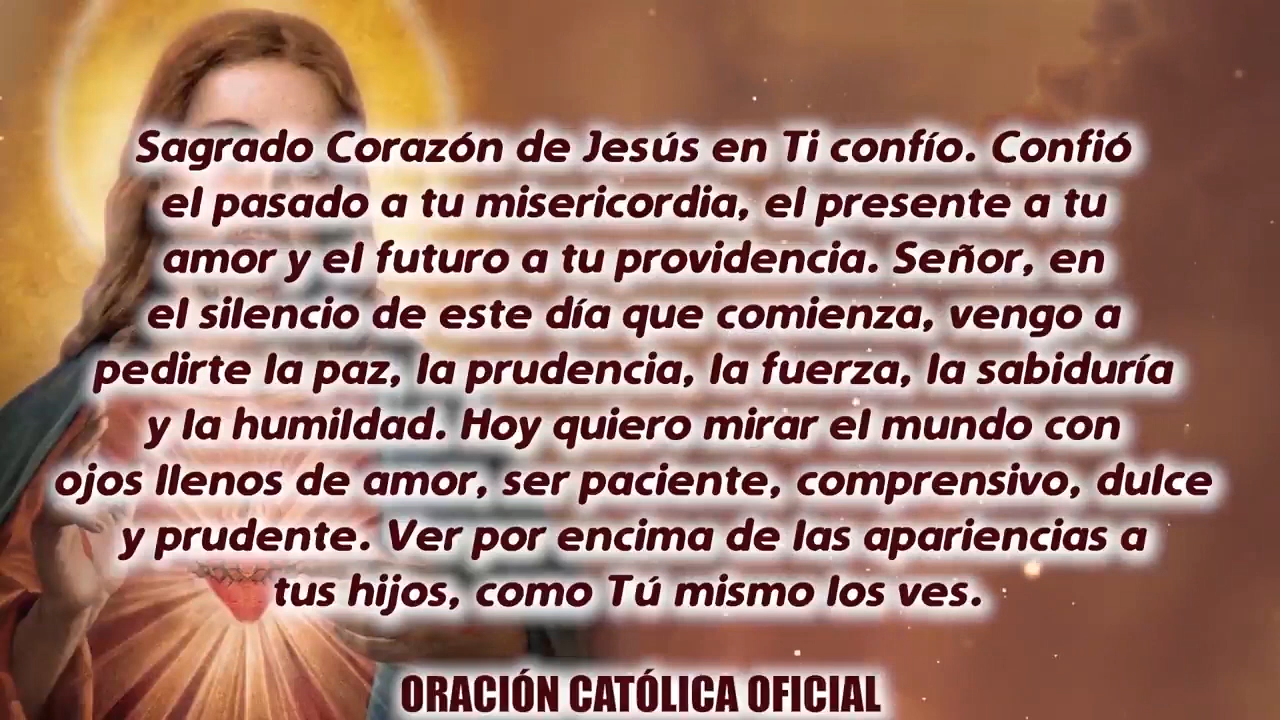 Sagrado Corazón de Jesús en Ti confío. Confió
el pasado a tu misericordia, el presente a tu
amor y el futuro a tu providencia. Señor, en
el silencio de este día que comienza, vengo a
pedirte la paz, la prudencia, la fuerza, la sabiduría
y la humildad. Hoy quiero mirar el mundo con
ojos llenos de amor, ser paciente, comprensivo, dulce
y prudente. Ver por encima de las apariencias a
tus hijos, como Tú mismo los ves.
ORACIÓN CATÓLICA OFICIAL